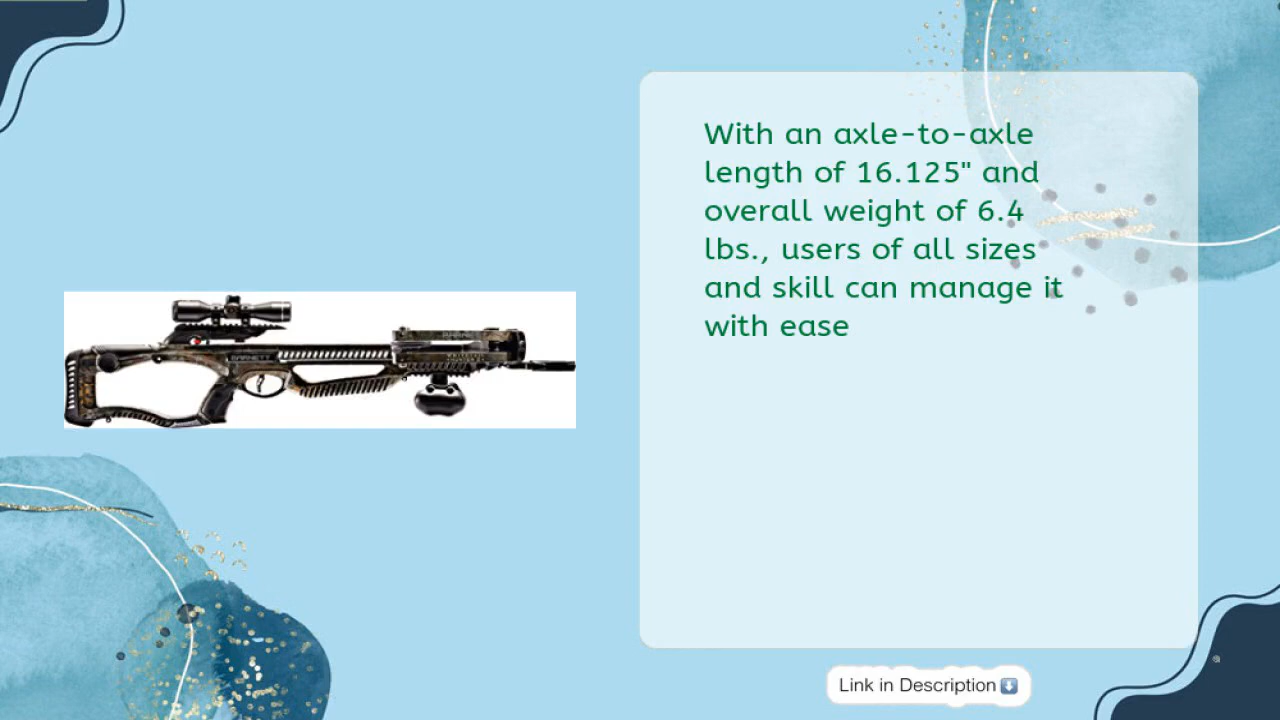 With an axle-to-axle
length of 16.125" and
overall weight of 6.4
lbs., users of all sizes
and skill can manage it
with ease
BARNETT
Link in Description⬇️